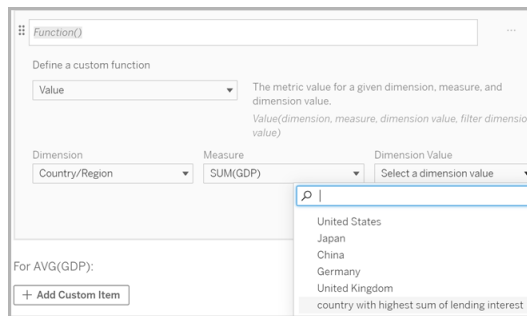 Function()
Define a custom function
Value
The metric value for a given dimension, measure, and
dimension value.
Value(dimension, measure, dimension value, filter dimensio
value)
Dimension
Measure
Dimension Value
Country/Region
SUM(GDP)
Select a dimension value
United States
Japan
China
Germany
For AVG(GDP):
United Kingdom
+ Add Custom Item
country with highest sum of lending interest